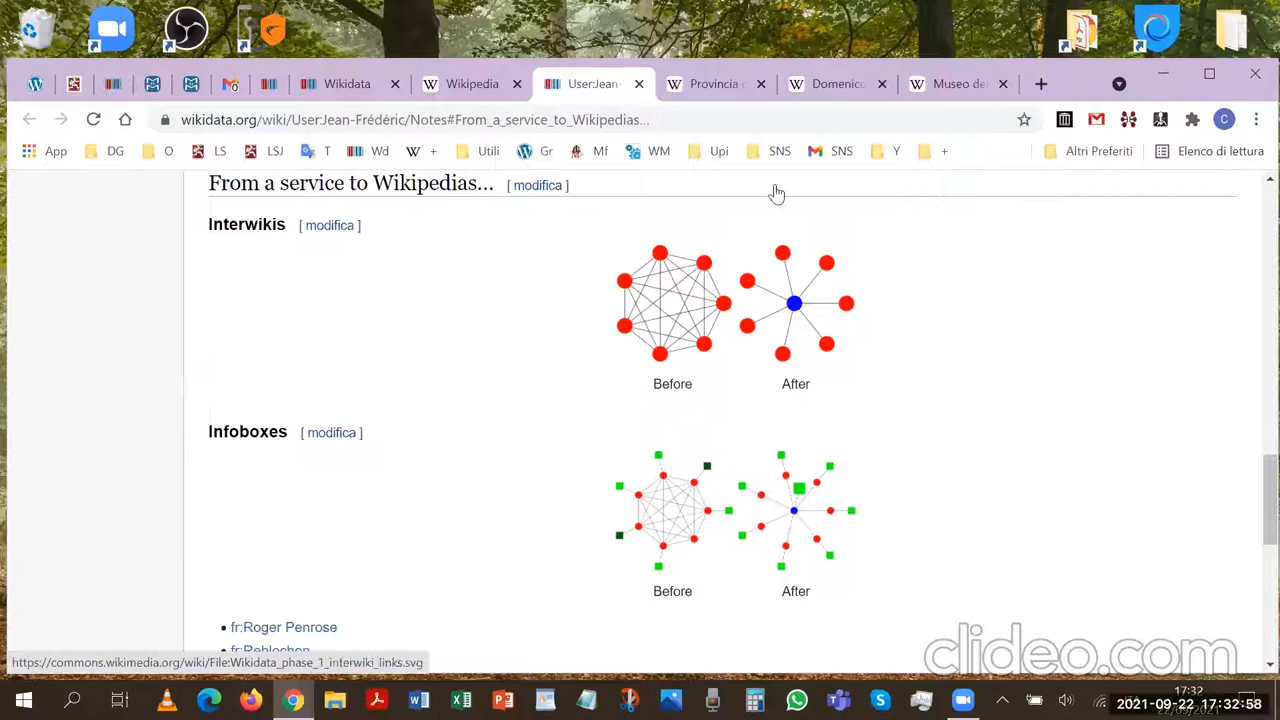 Wikidata
Wikipedia
User:Jean-
Provincia d
Domenico
Museo de
wikidata.org/wiki/User:Jean-Frédéric/Notes#From_a_service_to_Wikipedias...
C
App
DG
O
LS
LSJ
T
Wd
+
Utili
Gr
Mf
WM
Upi
SNS
SNS
Y
+
Altri Preferiti
Elenco di lettura
From a service to Wikipedias... [ modifica ]
Interwikis [ modifica ]
Before
After
Infoboxes [ modifica ]
Before
After
fr:Roger Penrose
fr:Reblochon
https://commons.wikimedia.org/wiki/File:Wikidata_phase_1_interwiki_links.svg
clideo.com
17:32
2021-09-22 17:32:58